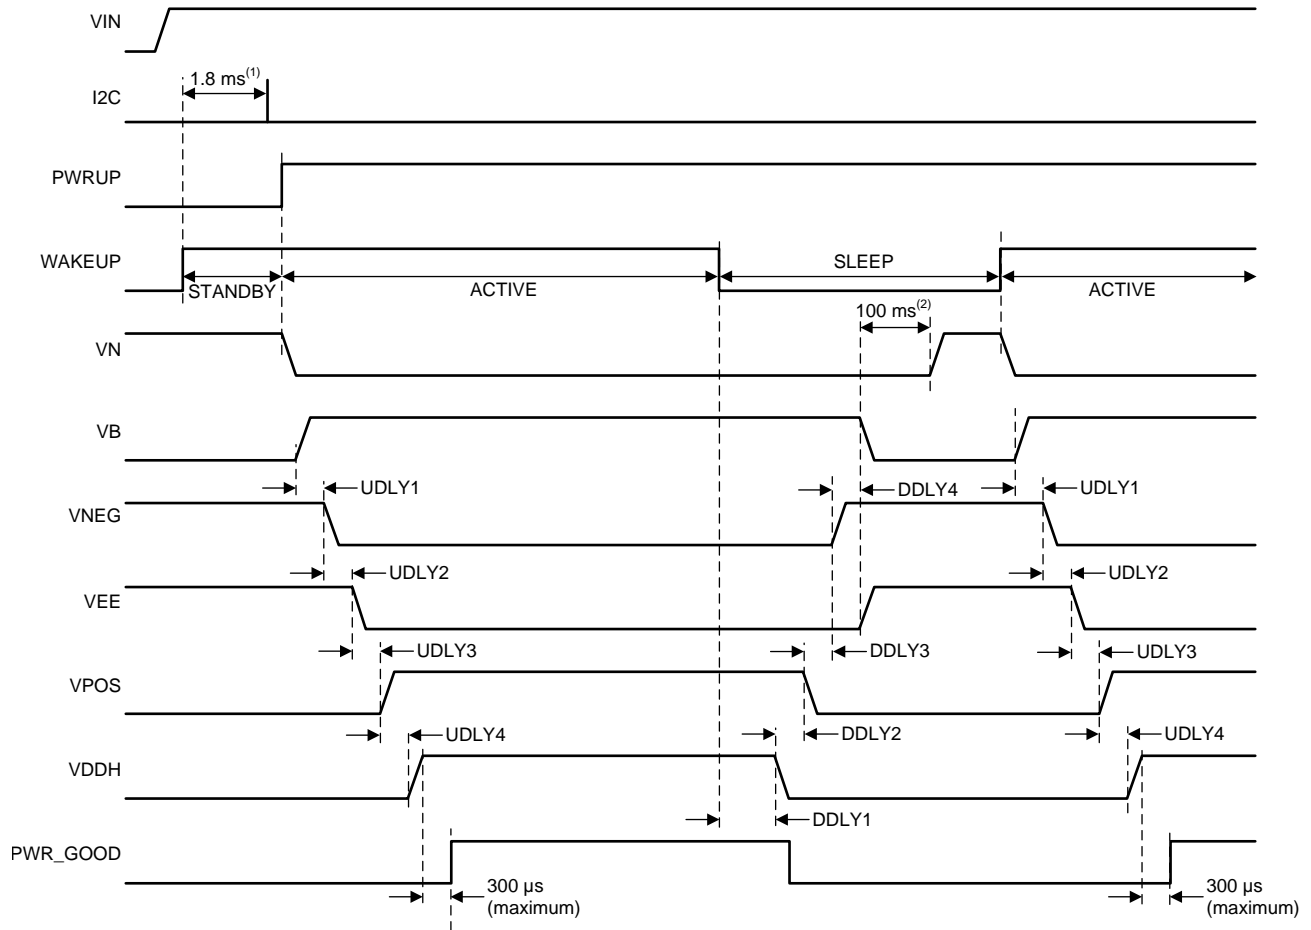 VIN
1.8 ms(1)
I2C
PWRUP
WAKEUP
SLEEP
STANDBY
ACTIVE
ACTIVE
100 ms(2)
VN
VB
UDLY1
DDLY4
UDLY1
VNEG
UDLY2
UDLY2
VEE
UDLY3
DDLY3
UDLY3
VPOS
UDLY4
DDLY2
UDLY4
VDDH
DDLY1
PWR_GOOD
300 µs
(maximum)
300 µs
(maximum)